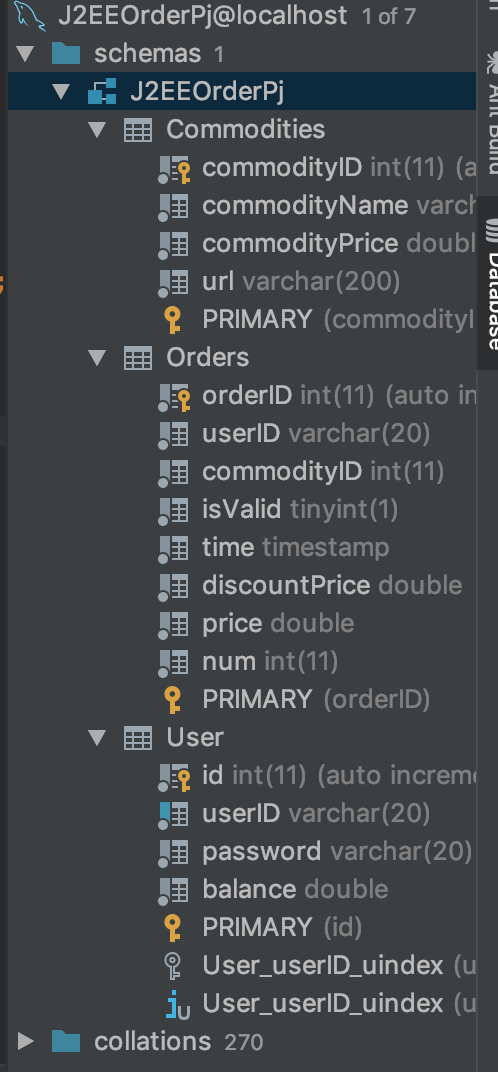 J2EEOrderPj@localhost 1 of 7
schemas 1
J2EEOrderPj
Commodities
commodityID int(11) (a
commodityName varch
commodityPrice doubl
url varchar(200)
PRIMARY (commodityI
Orders
orderID int(11) (auto in
userID varchar(20)
commodityID int(11)
isValid tinyint(1)
time timestamp
discountPrice double
price double
num int(11)
PRIMARY (orderID)
User
id int(11) (auto increme
userID varchar(20)
password varchar(20)
balance double
PRIMARY (id)
User_userID_uindex (u
User_userID_uindex (u
collations 270
Ant Build
Database